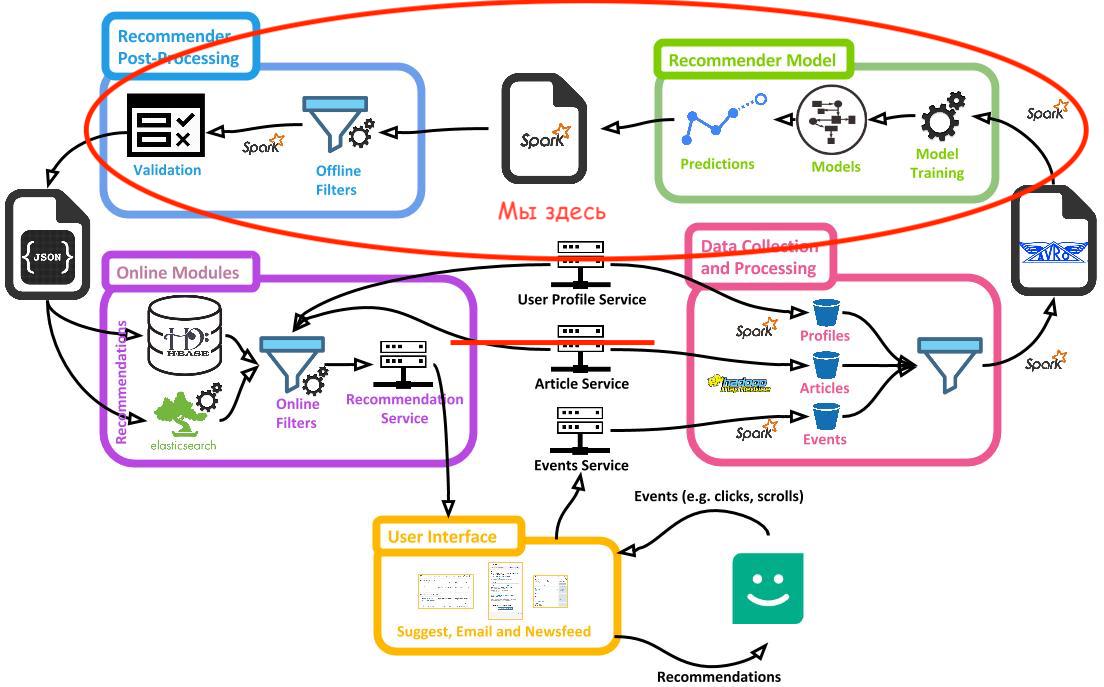 Recommender
Post-Processing
Recommender Model
Spark
Spark
Spark
Validation
Offline
Filters
Predictions
Models
Model
Training
Мы здесь
JSON
AVRO
Online Modules
Data Collection
and Processing
User Profile Service
Recommendations
HBASE
Spark
Profiles
Article Service
Spark
Online
Filters
Recommendation
Service
hadoop
Articles
elasticsearch
Spark
Events
Events Service
Events (e.g. clicks, scrolls)
User Interface
Suggest, Email and Newsfeed
Recommendations